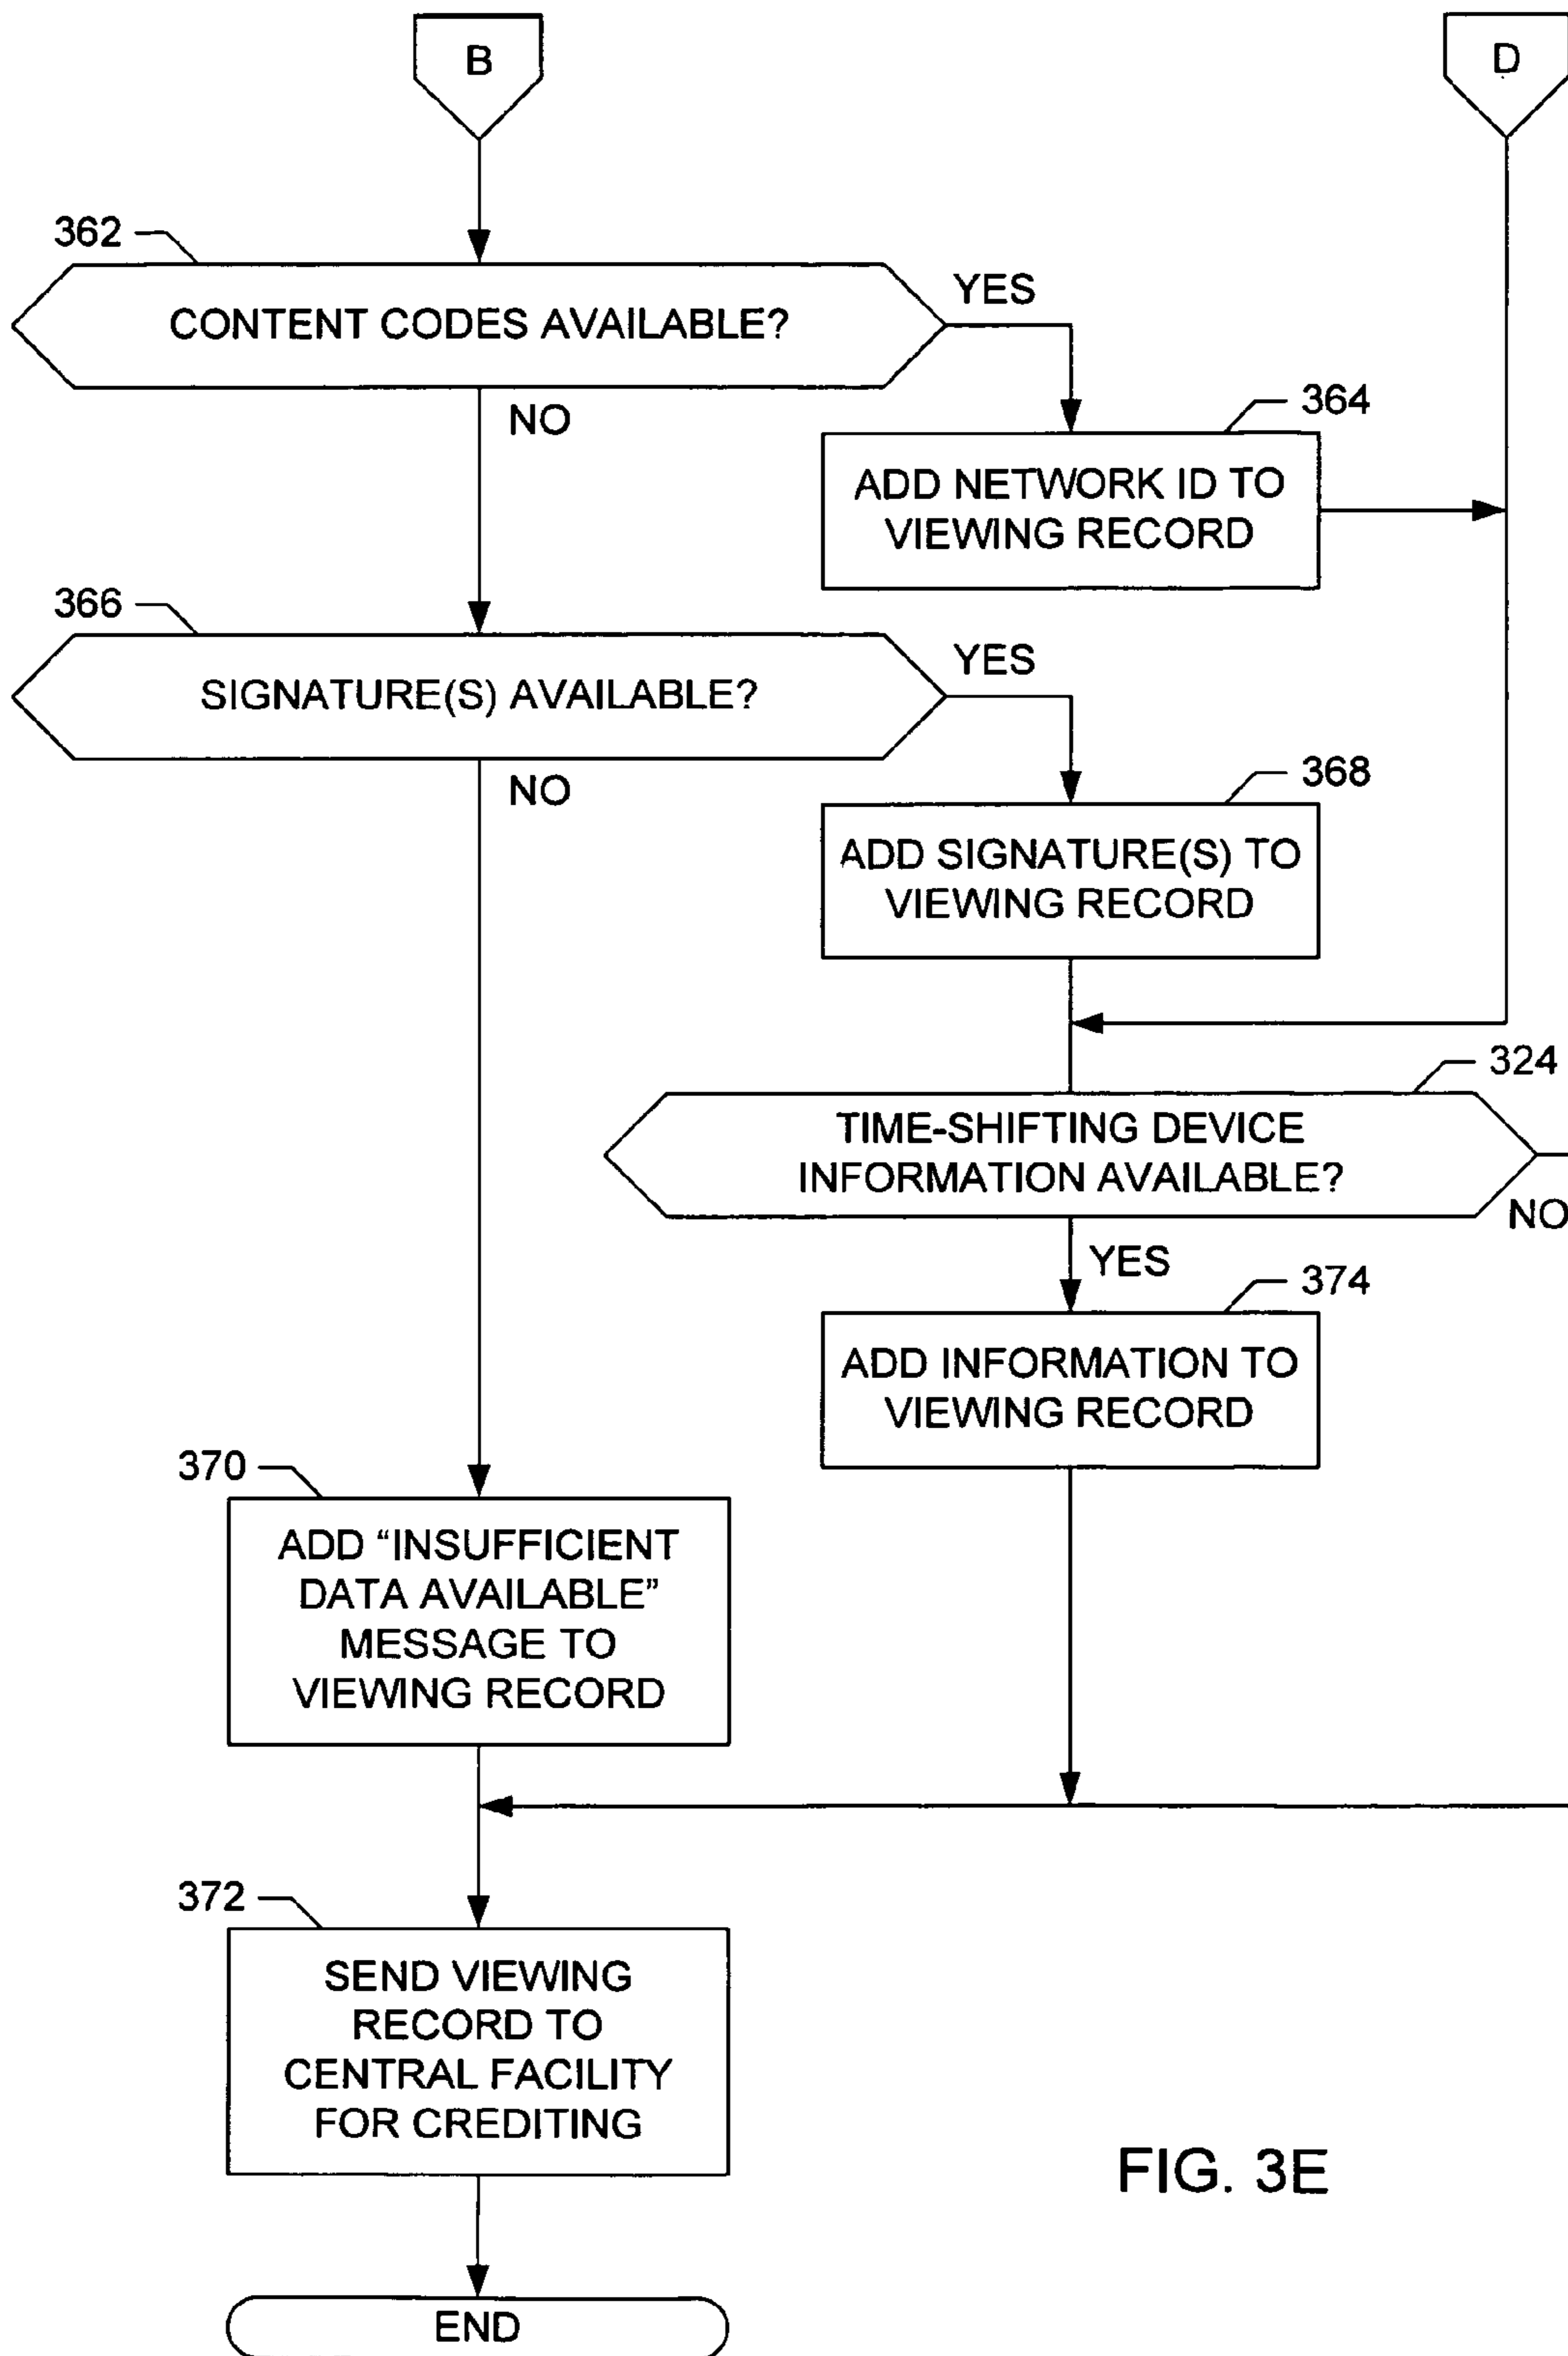 B
D
362
CONTENT CODES AVAILABLE?
YES
NO
364
ADD NETWORK ID TO
VIEWING RECORD
366
SIGNATURE(S) AVAILABLE?
YES
NO
368
ADD SIGNATURE(S) TO
VIEWING RECORD
324
TIME-SHIFTING DEVICE
INFORMATION AVAILABLE?
NO
YES
374
ADD INFORMATION TO
VIEWING RECORD
370
ADD “INSUFFICIENT
DATA AVAILABLE”
MESSAGE TO
VIEWING RECORD
372
SEND VIEWING
RECORD TO
CENTRAL FACILITY
FOR CREDITING
FIG. 3E
END